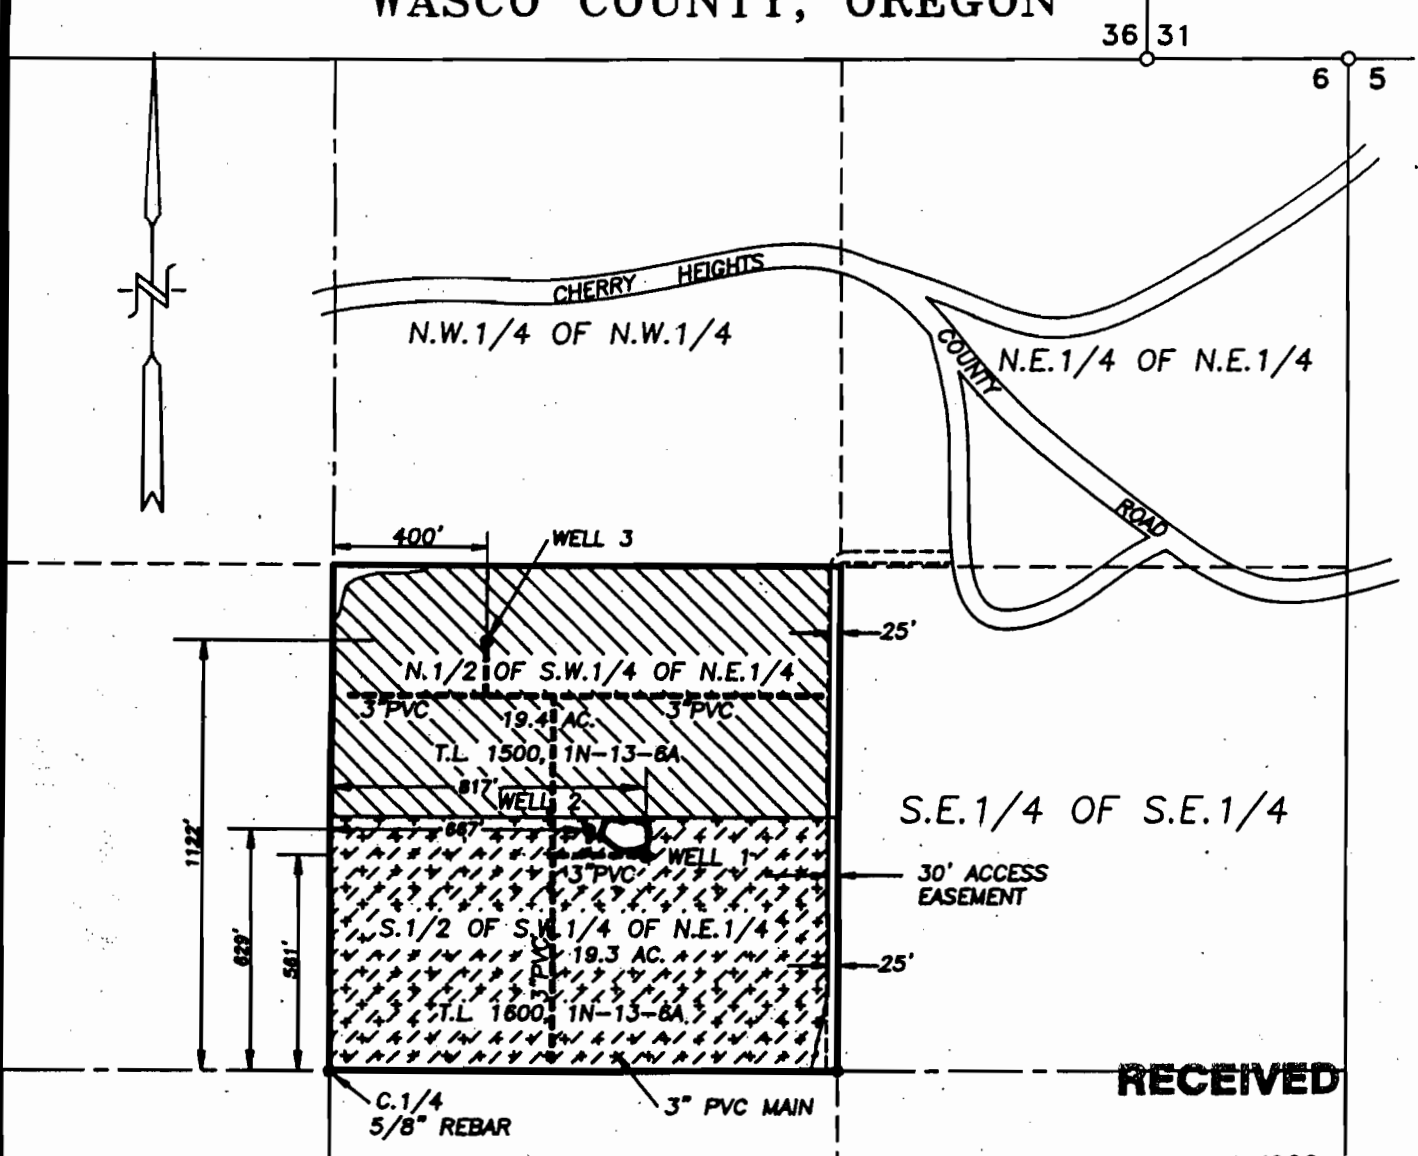 WASCO COUNTY, OREGON
36 31
6 5
CHERRY HEIGHTS
N.W.1/4 OF N.W.1/4
COUNTY
N.E.1/4 OF N.E.1/4
ROAD
400'
WELL 3
25'
N.1/2 OF S.W.1/4 OF N.E.1/4
3"PVC
3"PVC
19.4 AC.
T.L. 1500, 1N-13-6A
817'
WELL 2
667'
1122'
S.E.1/4 OF S.E.1/4
WELL 1
3"PVC
30' ACCESS
EASEMENT
S.1/2 OF S.W.1/4 OF N.E.1/4
629'
561'
3"PVC
19.3 AC.
25'
T.L. 1600, 1N-13-6A
RECEIVED
C.1/4
5/8" REBAR
3" PVC MAIN